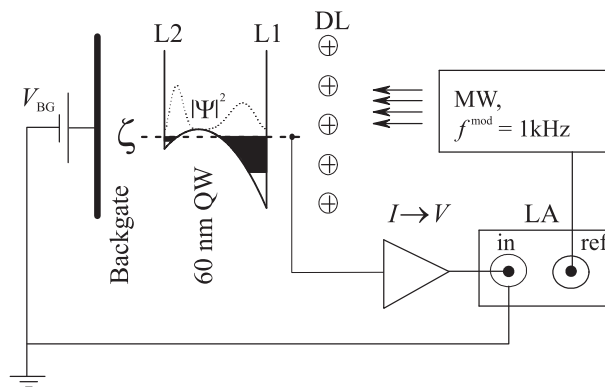 L2
L1
DL
V_BG
|Ψ|²
ζ
MW,
f^mod = 1kHz
Backgate
60 nm QW
I→V
LA
in
ref